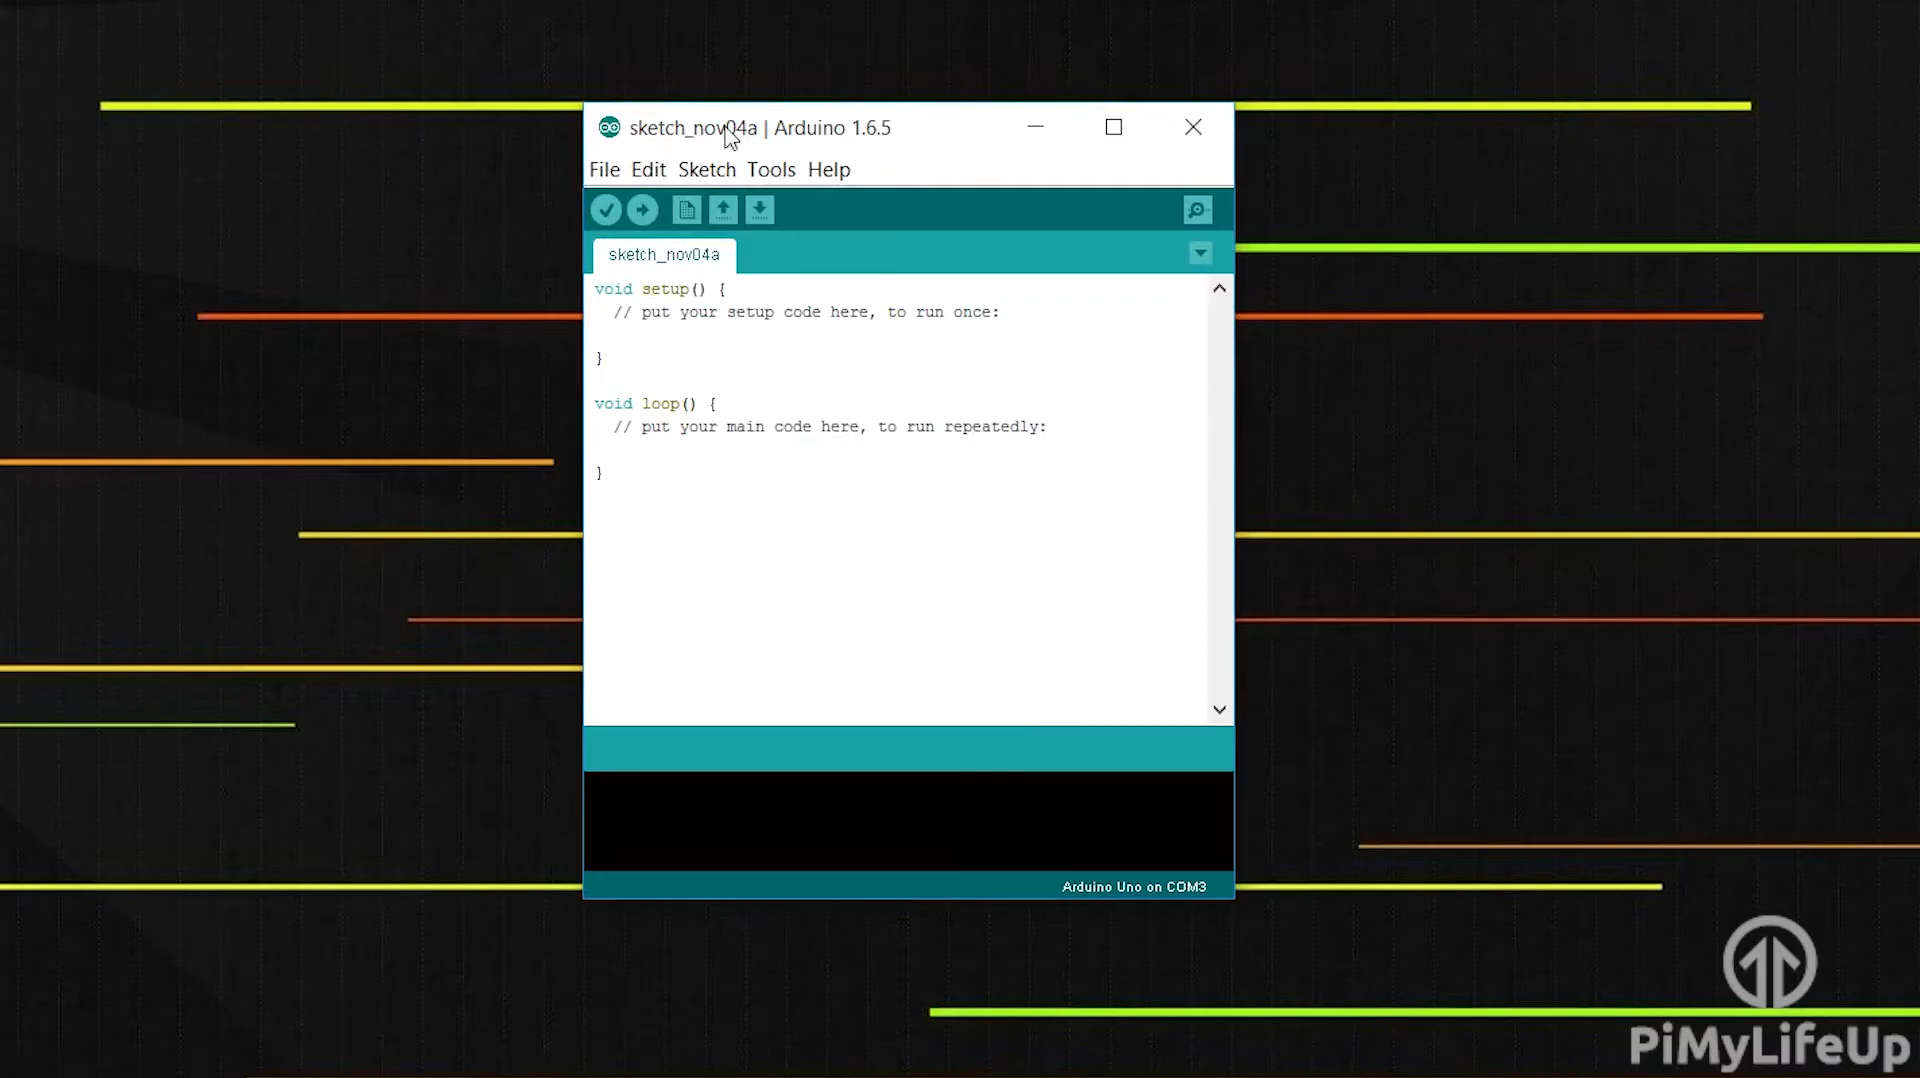 sketch_nov04a | Arduino 1.6.5
File Edit Sketch Tools Help
sketch_nov04a
void setup() {
  // put your setup code here, to run once:
}
void loop() {
  // put your main code here, to run repeatedly:
}
Arduino Uno on COM3
PiMyLifeUp